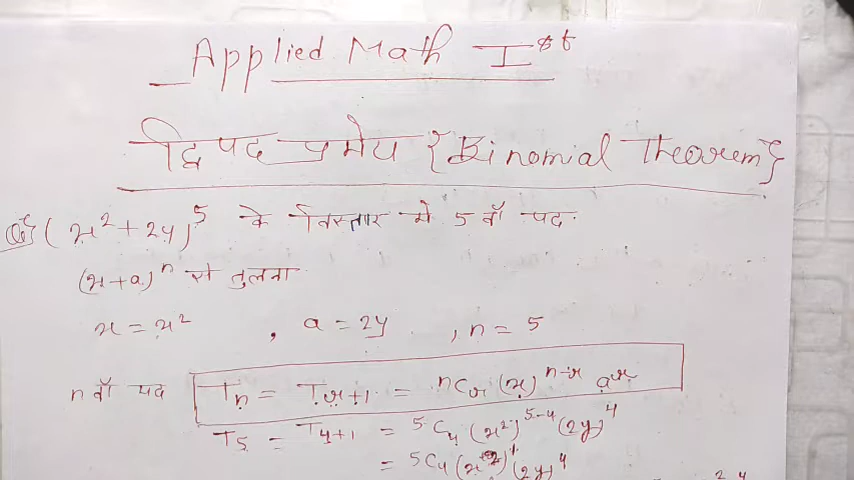 Applied Math Ist
द्विपद प्रमेय {Binomial Theorem}
Q} (x² + 2y)⁵ के विस्तार मे 5 वाँ पद
(x+a)ⁿ से तुलना
x = x² , a = 2y , n = 5
n वाँ पद Tₙ = Tᵣ₊₁ = ⁿCᵣ (x)ⁿ⁻ʳ aʳ
T₅ = T₄₊₁ = ⁵C₄ (x²)⁵⁻⁴ (2y)⁴
= ⁵C₄ (x²)¹ (2y)⁴